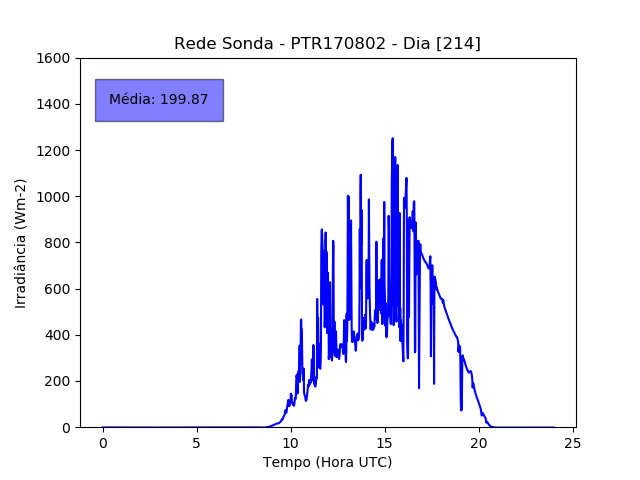 Rede Sonda - PTR170802 - Dia [214]
1600
1400
1200
1000
800
600
400
200
0
Média: 199.87
Irradiância (Wm-2)
0 5 10 15 20 25
Tempo (Hora UTC)